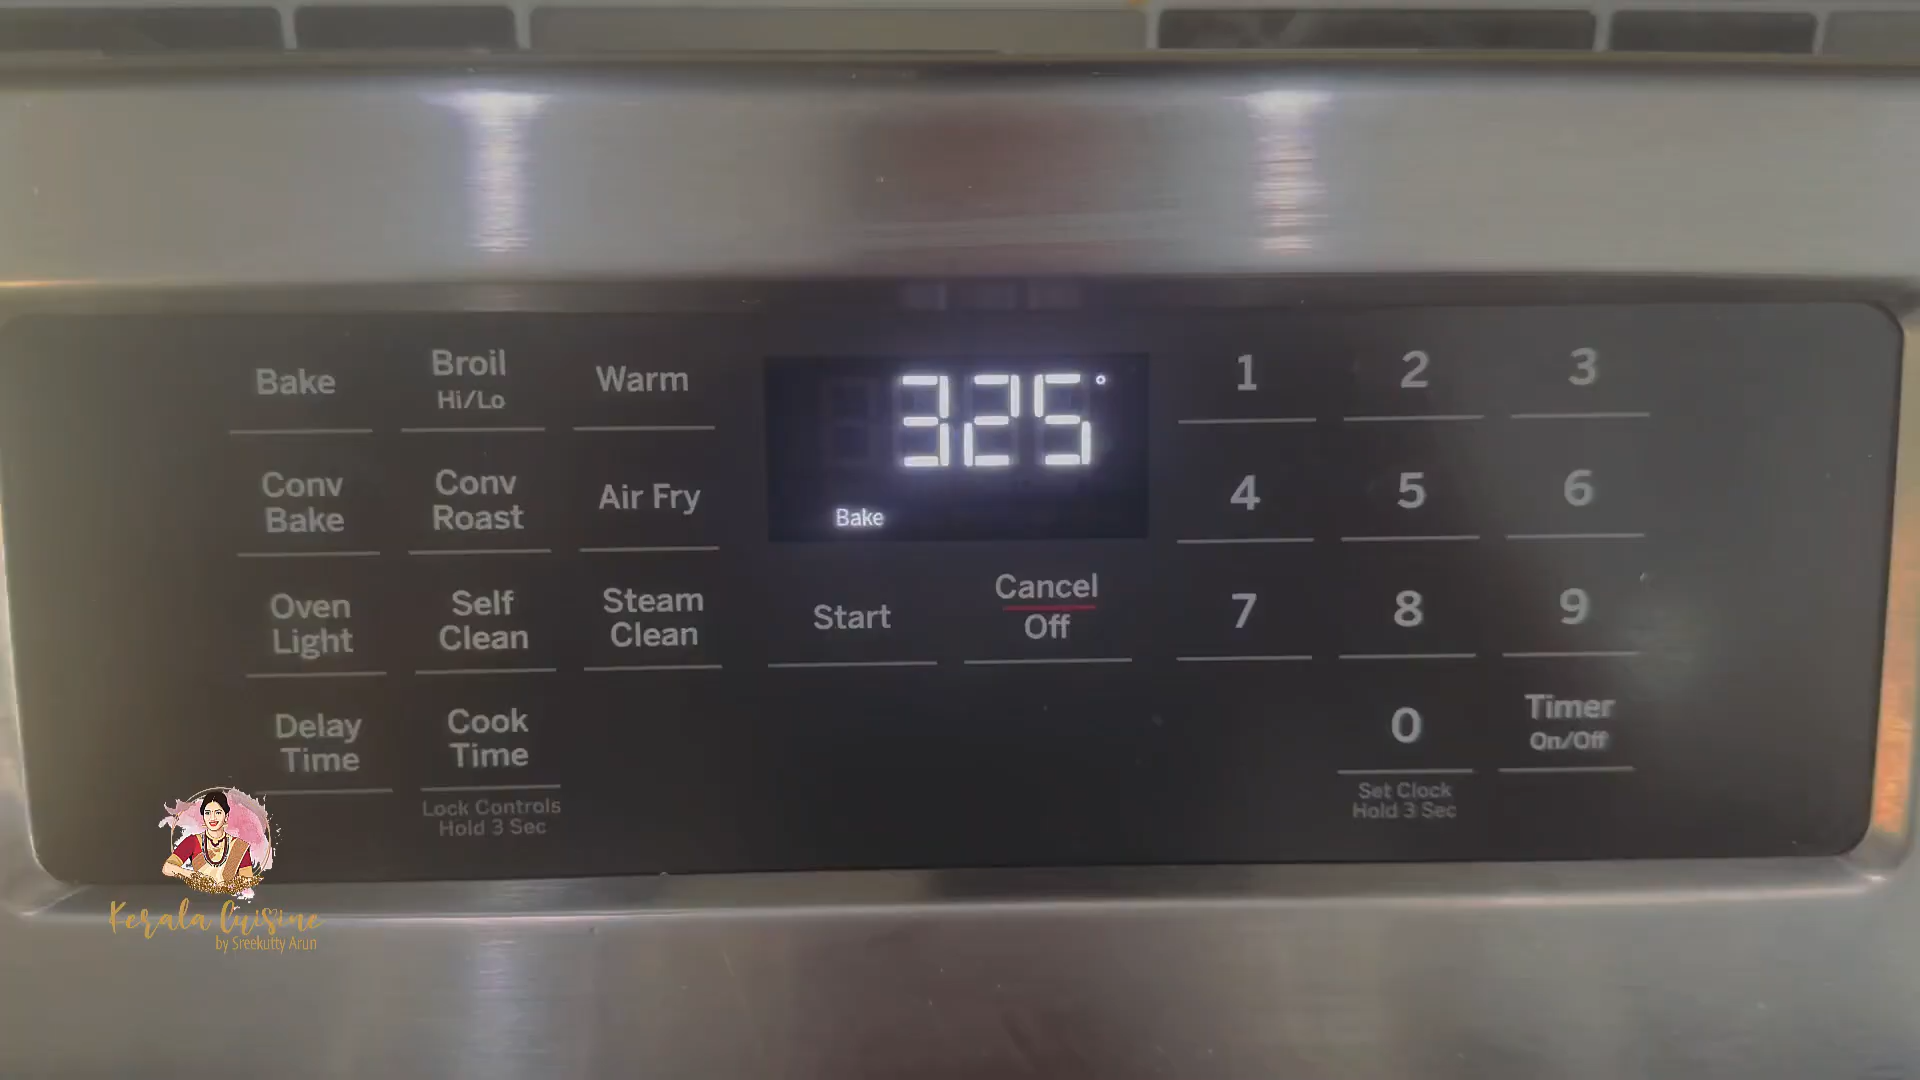 Bake
Broil
Hi/Lo
Warm
325°
Bake
1
2
3
Conv
Bake
Conv
Roast
Air Fry
4
5
6
Oven
Light
Self
Clean
Steam
Clean
Start
Cancel
Off
7
8
9
Delay
Time
Cook
Time
Lock Controls
Hold 3 Sec
0
Set Clock
Hold 3 Sec
Timer
On/Off
Kerala Cuisine
by Sreekutty Arun